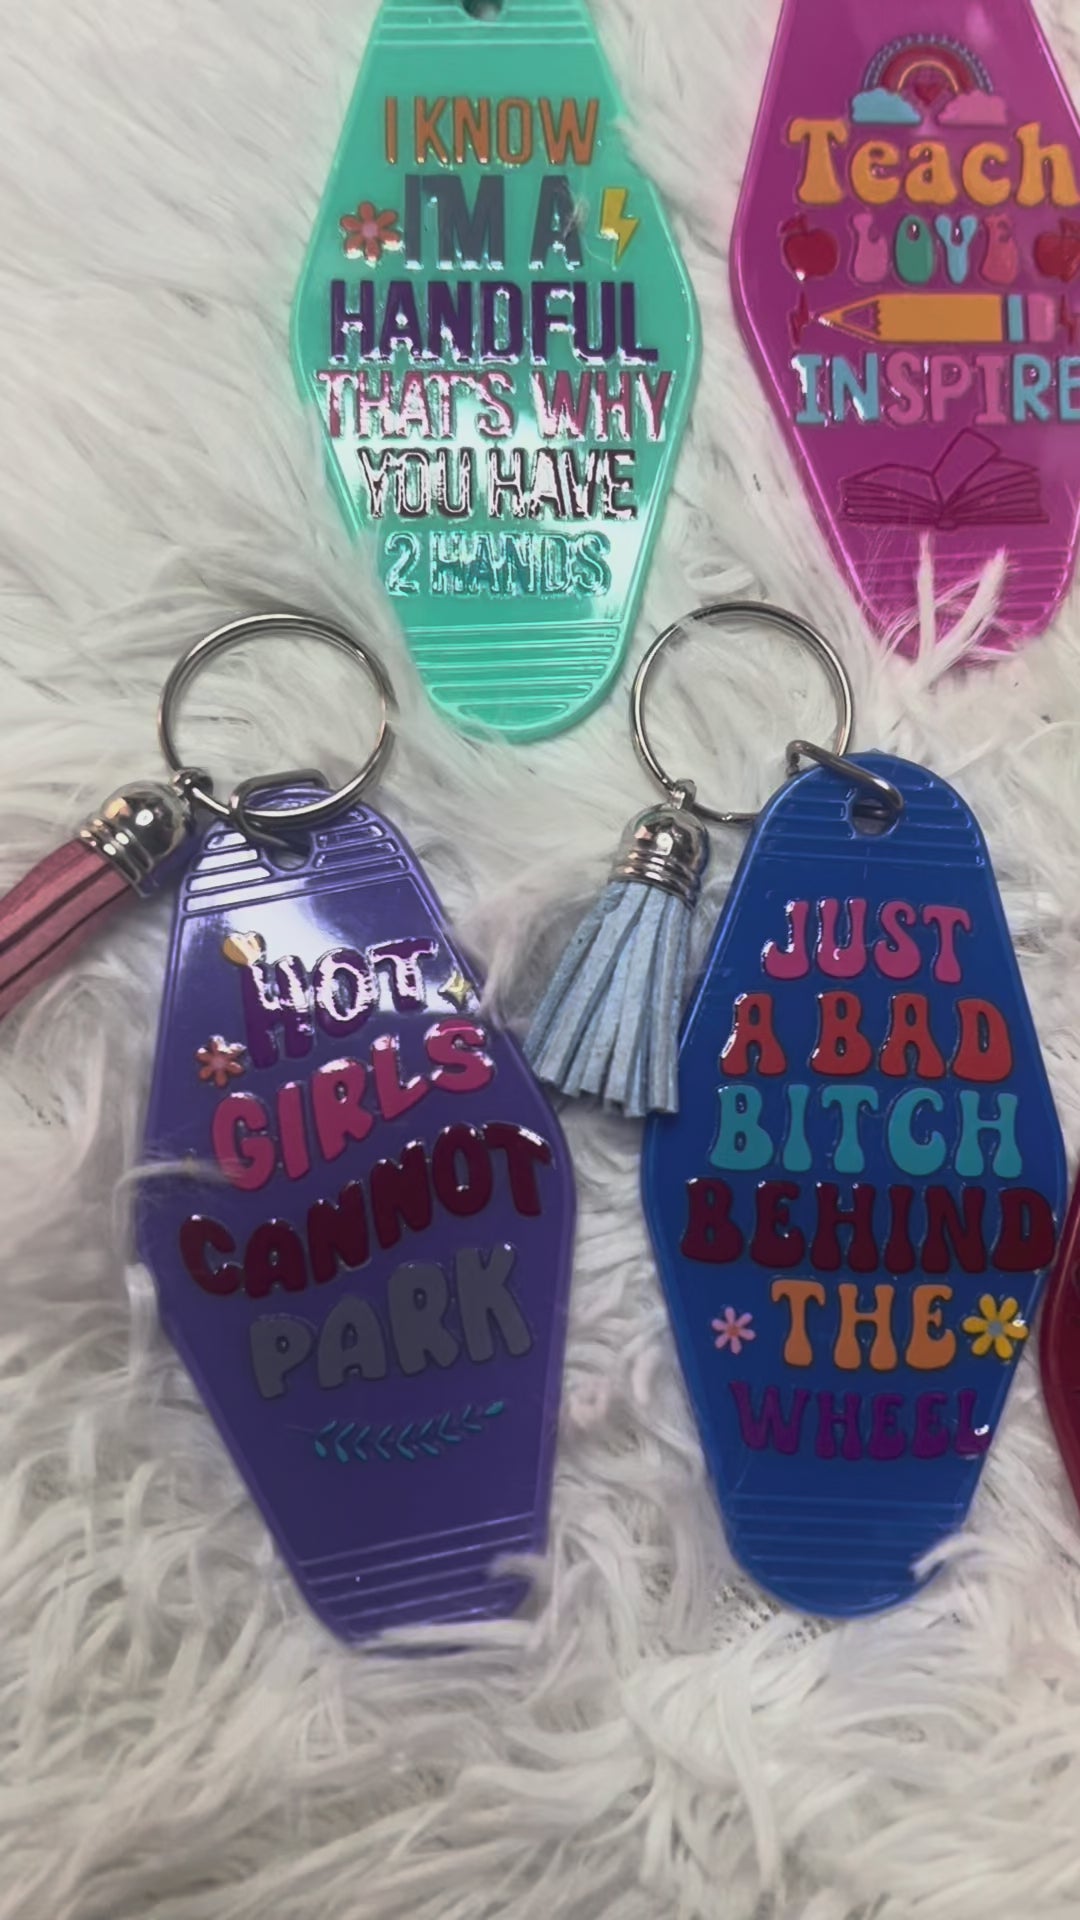 I KNOW
I'M A
HANDFUL
THAT'S WHY
YOU HAVE
2 HANDS
Teach
LOVE
INSPIRE
HOT
GIRLS
CANNOT
PARK
JUST
A BAD
BITCH
BEHIND
THE
WHEEL